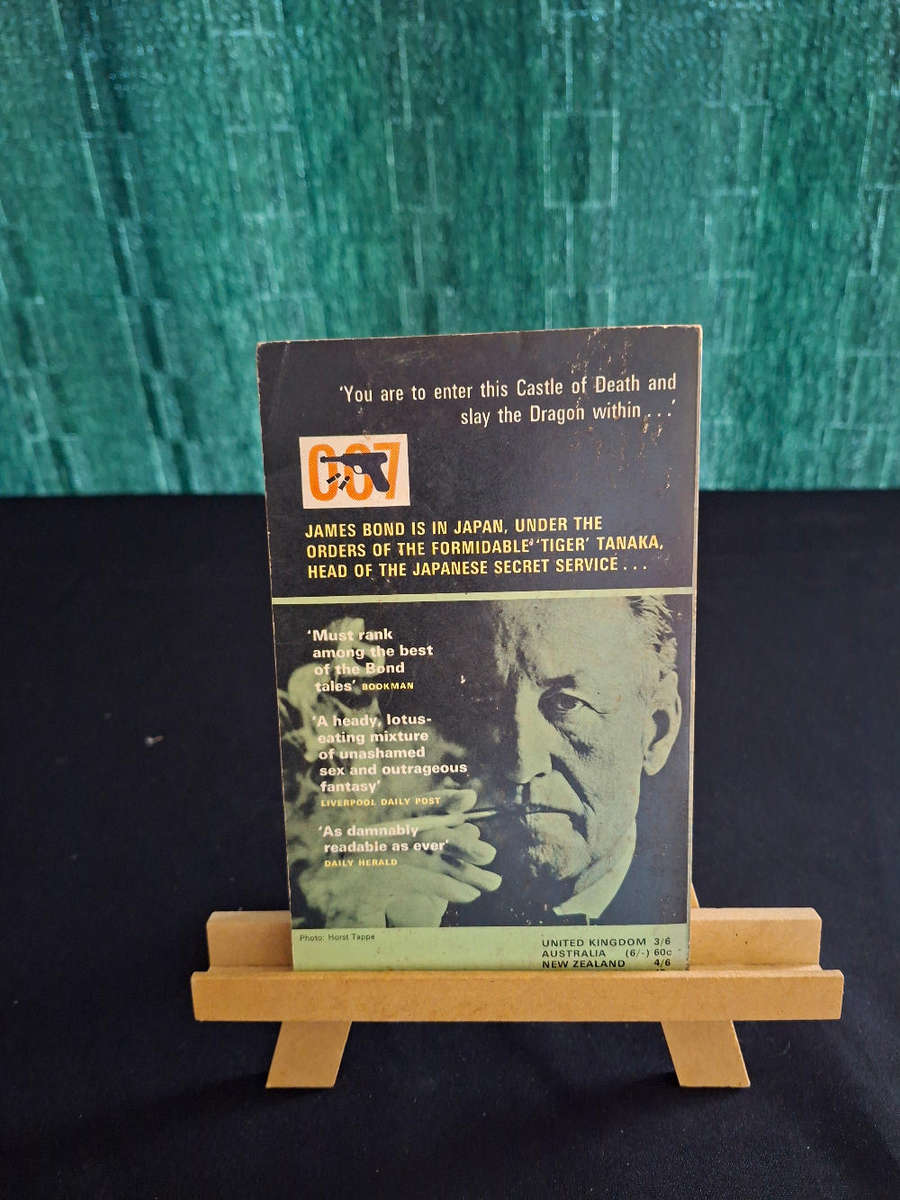 'You are to enter this Castle of Death and
slay the Dragon within...'
007
JAMES BOND IS IN JAPAN, UNDER THE
ORDERS OF THE FORMIDABLE 'TIGER' TANAKA,
HEAD OF THE JAPANESE SECRET SERVICE...
'Must rank
among the best
of the Bond
tales' BOOKMAN
'A heady, lotus-
eating mixture
of unashamed
sex and outrageous
fantasy'
LIVERPOOL DAILY POST
'As damnably
readable as ever'
DAILY HERALD
Photo: Horst Tappe
UNITED KINGDOM 3/6
AUSTRALIA (6/-) 60c
NEW ZEALAND 4/6